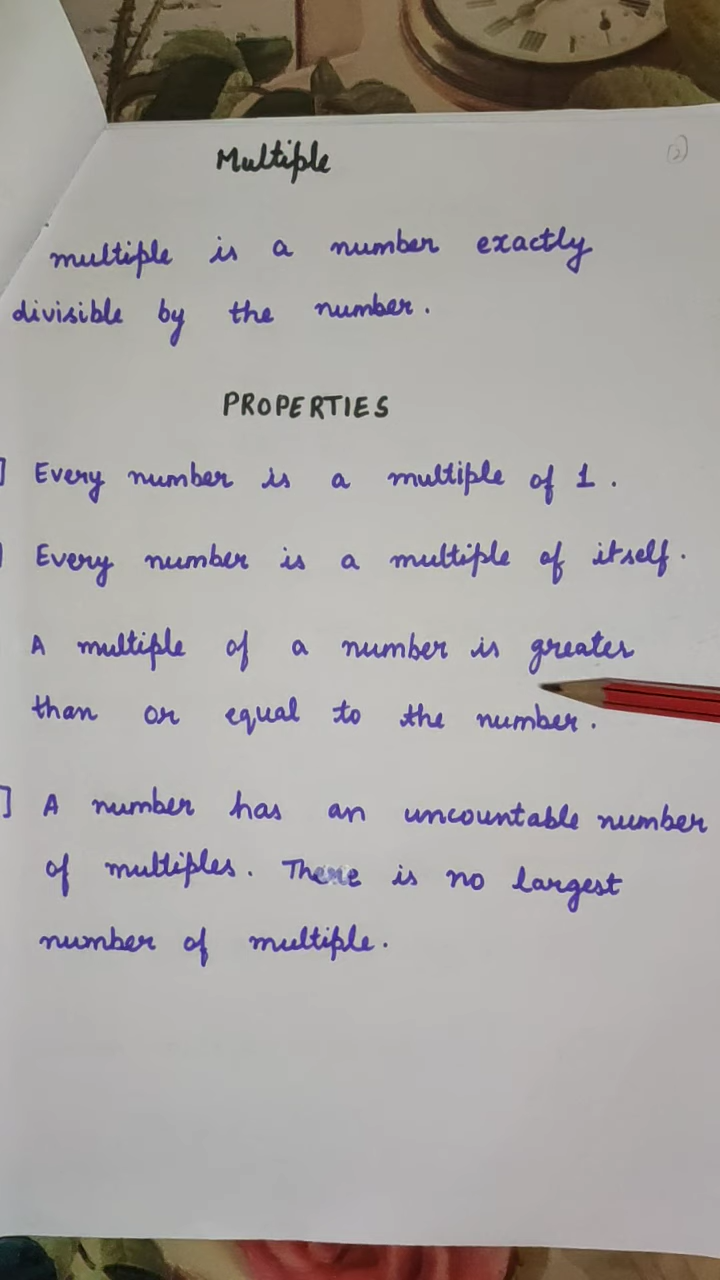 Multiple
2
multiple is a number exactly
divisible by the number.
PROPERTIES
] Every number is a multiple of 1.
] Every number is a multiple of itself.
A multiple of a number is greater
than or equal to the number.
] A number has an uncountable number
of multiples. There is no largest
number of multiple.